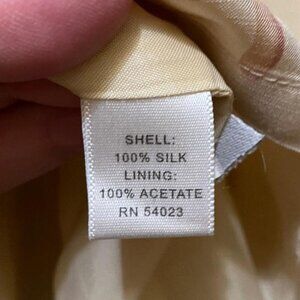 SHELL:
100% SILK
LINING:
100% ACETATE
RN 54023